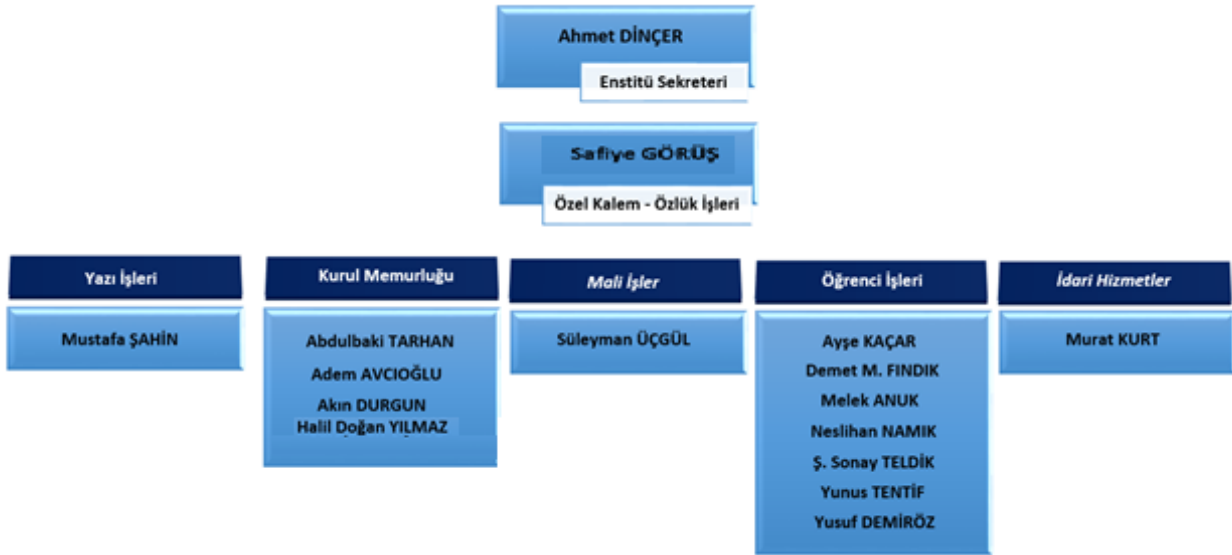 Ahmet DİNÇER
Enstitü Sekreteri
Safiye GÖRÜŞ
Özel Kalem - Özlük İşleri
Yazı İşleri
Mustafa ŞAHİN
Kurul Memurluğu
Abdulbaki TARHAN
Adem AVCIOĞLU
Akın DURGUN
Halil Doğan YILMAZ
Mali İşler
Süleyman ÜÇGÜL
Öğrenci İşleri
Ayşe KAÇAR
Demet M. FINDIK
Melek ANUK
Neslihan NAMIK
Ş. Sonay TELDİK
Yunus TENTİF
Yusuf DEMİRÖZ
İdari Hizmetler
Murat KURT